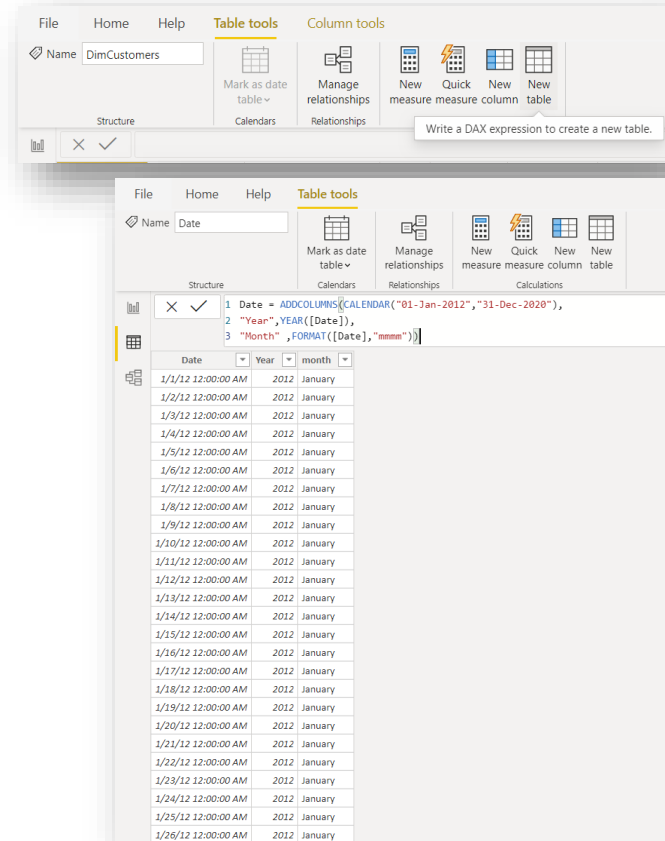 File Home Help Table tools Column tools
Name DimCustomers
Mark as date Manage New Quick New New
table relationships measure measure column table
Structure Calendars Relationships
Write a DAX expression to create a new table.
File Home Help Table tools
Name Date
Mark as date Manage New Quick New New
table relationships measure measure column table
Structure Calendars Relationships Calculations
1 Date = ADDCOLUMNS(CALENDAR("01-Jan-2012","31-Dec-2020"),
2 "Year",YEAR([Date]),
3 "Month" ,FORMAT([Date],"mmmm"))
Date Year month
1/1/12 12:00:00 AM 2012 January
1/2/12 12:00:00 AM 2012 January
1/3/12 12:00:00 AM 2012 January
1/4/12 12:00:00 AM 2012 January
1/5/12 12:00:00 AM 2012 January
1/6/12 12:00:00 AM 2012 January
1/7/12 12:00:00 AM 2012 January
1/8/12 12:00:00 AM 2012 January
1/9/12 12:00:00 AM 2012 January
1/10/12 12:00:00 AM 2012 January
1/11/12 12:00:00 AM 2012 January
1/12/12 12:00:00 AM 2012 January
1/13/12 12:00:00 AM 2012 January
1/14/12 12:00:00 AM 2012 January
1/15/12 12:00:00 AM 2012 January
1/16/12 12:00:00 AM 2012 January
1/17/12 12:00:00 AM 2012 January
1/18/12 12:00:00 AM 2012 January
1/19/12 12:00:00 AM 2012 January
1/20/12 12:00:00 AM 2012 January
1/21/12 12:00:00 AM 2012 January
1/22/12 12:00:00 AM 2012 January
1/23/12 12:00:00 AM 2012 January
1/24/12 12:00:00 AM 2012 January
1/25/12 12:00:00 AM 2012 January
1/26/12 12:00:00 AM 2012 January